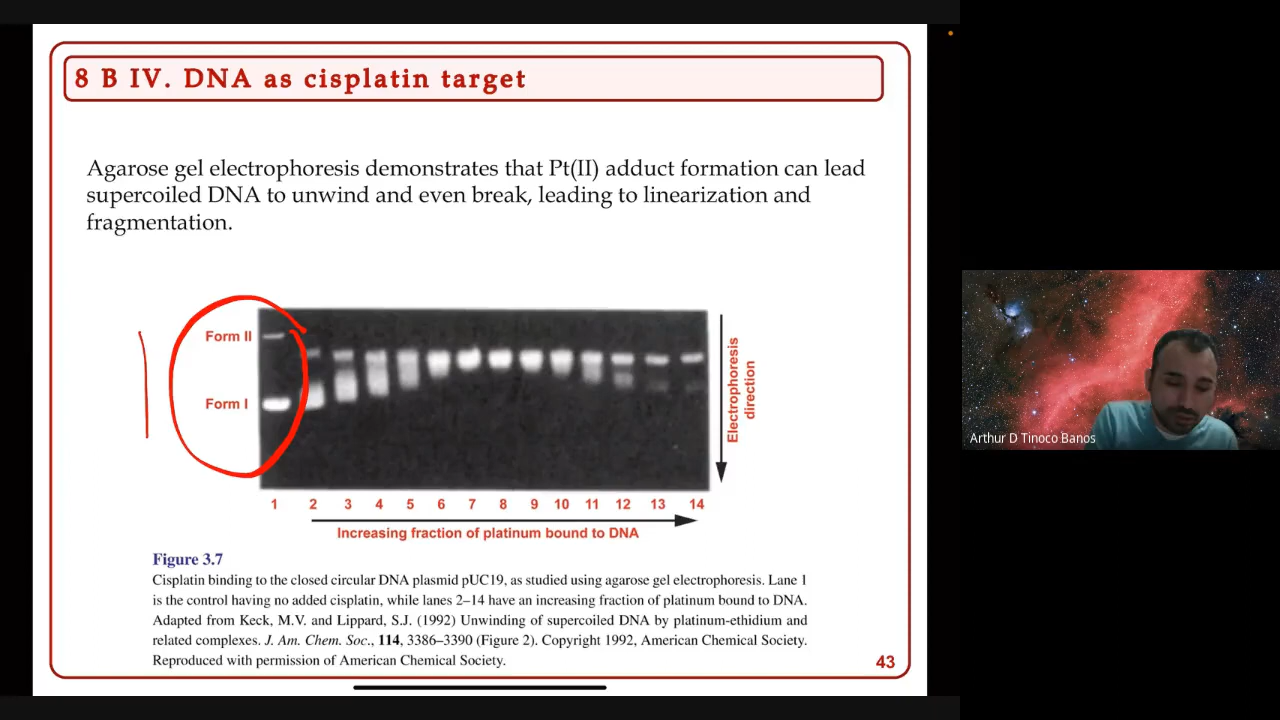 8 B IV. DNA as cisplatin target
Agarose gel electrophoresis demonstrates that Pt(II) adduct formation can lead
supercoiled DNA to unwind and even break, leading to linearization and
fragmentation.
Form II
Form I
Electrophoresis
direction
1 2 3 4 5 6 7 8 9 10 11 12 13 14
Increasing fraction of platinum bound to DNA
Figure 3.7
Cisplatin binding to the closed circular DNA plasmid pUC19, as studied using agarose gel electrophoresis. Lane 1
is the control having no added cisplatin, while lanes 2–14 have an increasing fraction of platinum bound to DNA.
Adapted from Keck, M.V. and Lippard, S.J. (1992) Unwinding of supercoiled DNA by platinum-ethidium and
related complexes. J. Am. Chem. Soc., 114, 3386–3390 (Figure 2). Copyright 1992, American Chemical Society.
Reproduced with permission of American Chemical Society.
43
Arthur D Tinoco Banos